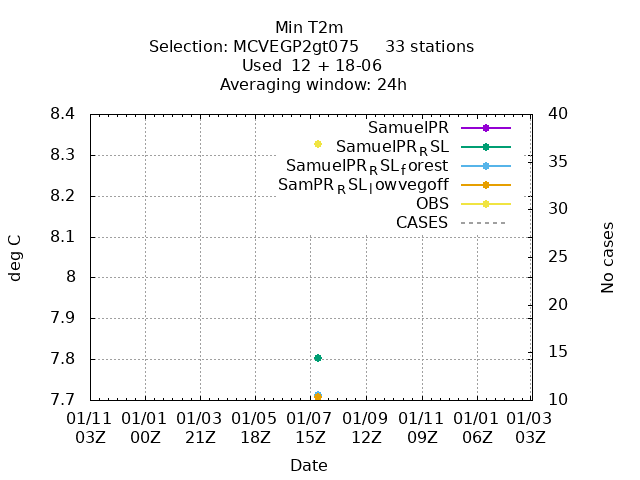 Min T2m
Selection: MCVEGP2gt075 33 stations
Used 12 + 18-06
Averaging window: 24h
8.4
8.3
8.2
8.1
8
7.9
7.8
7.7
deg C
40
35
30
25
20
15
10
No cases
SamuelPR
SamuelPR_RSL
SamuelPR_RSL_forest
SamPR_RSL_lowvegoff
OBS
CASES
01/11 01/01 01/03 01/05 01/07 01/09 01/11 01/01 01/03
03Z 00Z 21Z 18Z 15Z 12Z 09Z 06Z 03Z
Date